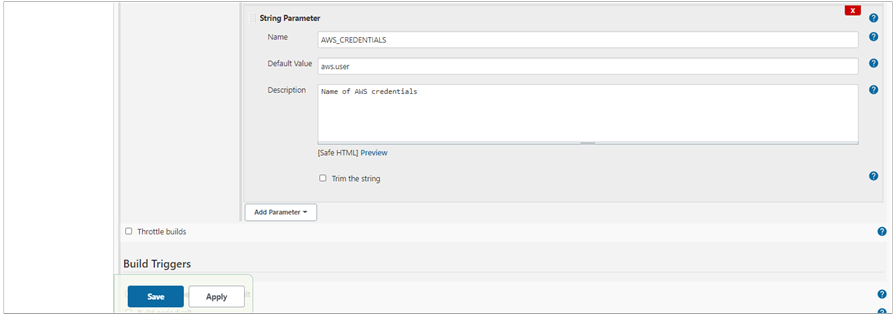 String Parameter
X
Name
AWS_CREDENTIALS
Default Value
aws.user
Description
Name of AWS credentials
[Safe HTML] Preview
Trim the string
Add Parameter
Throttle builds
Build Triggers
Save
Apply